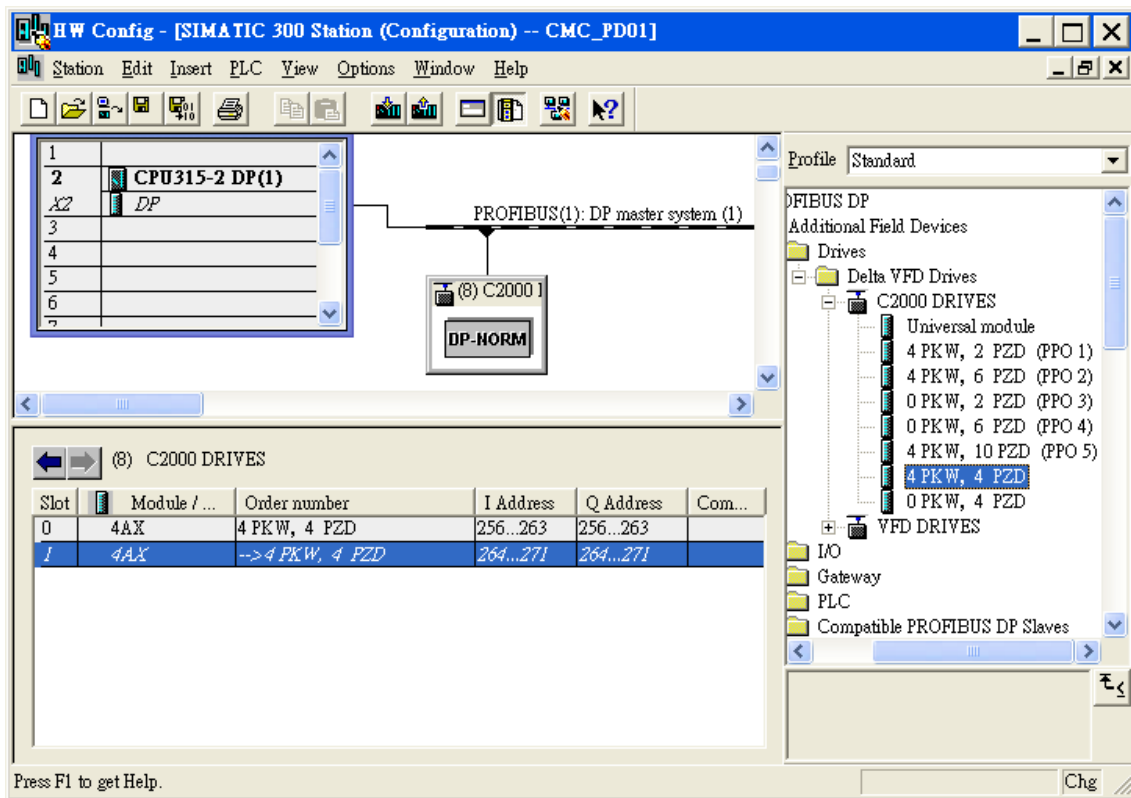 HW Config - [SIMATIC 300 Station (Configuration) -- CMC_PD01]
Station Edit Insert PLC View Options Window Help
1
2 CPU315-2 DP(1)
X2 DP
3
4
5
6
7
PROFIBUS(1): DP master system (1)
(8) C2000
DP-NORM
Profile Standard
OFIBUS DP
Additional Field Devices
Drives
Delta VFD Drives
C2000 DRIVES
Universal module
4 PKW, 2 PZD (PPO 1)
4 PKW, 6 PZD (PPO 2)
0 PKW, 2 PZD (PPO 3)
0 PKW, 6 PZD (PPO 4)
4 PKW, 10 PZD (PPO 5)
4 PKW, 4 PZD
0 PKW, 4 PZD
VFD DRIVES
I/O
Gateway
PLC
Compatible PROFIBUS DP Slaves
(8) C2000 DRIVES
Slot Module / ... Order number I Address Q Address Com...
0 4AX 4 PKW, 4 PZD 256...263 256...263
1 4AX -->4 PKW, 4 PZD 264...271 264...271
Press F1 to get Help.
Chg